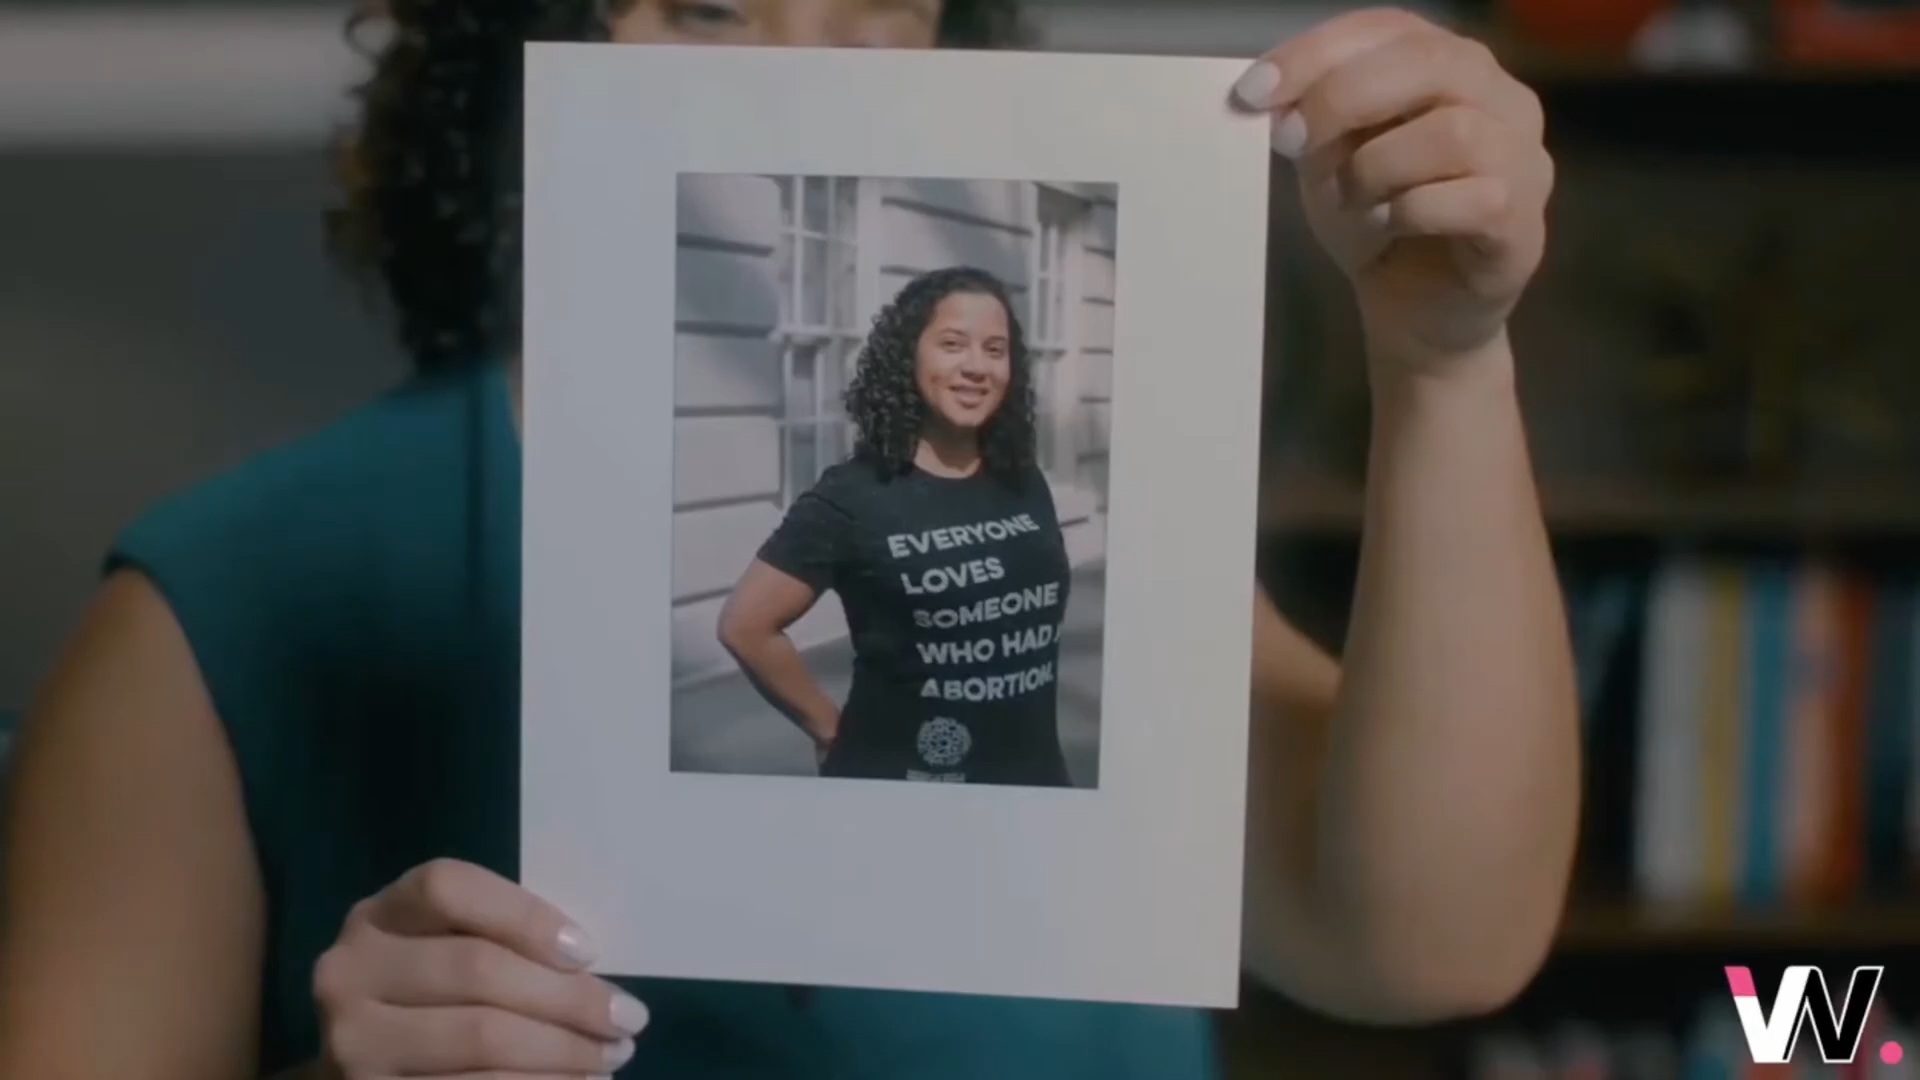 EVERYONE
LOVES
SOMEONE
WHO HAD
ABORTION.
W.